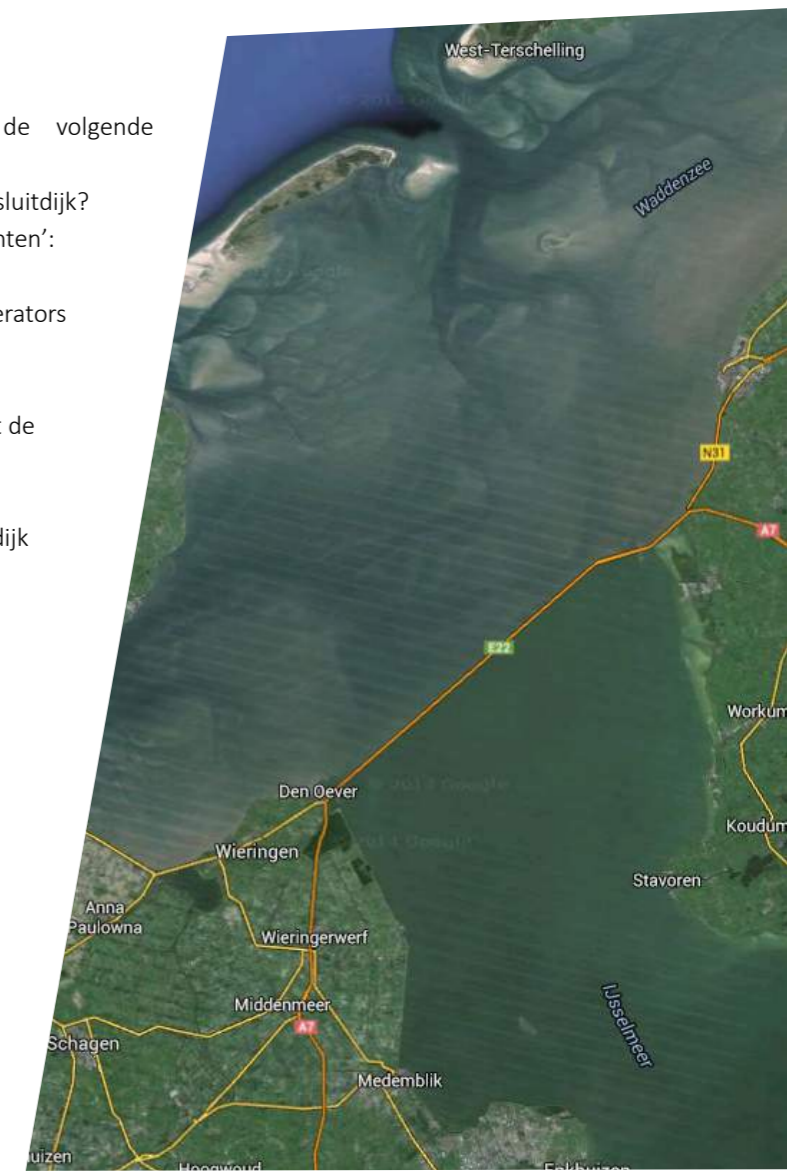 de volgende
sluitdijk?
nten’:
erators
t de
dijk
West-Terschelling
Waddenzee
N31
A7
E22
Workum
Den Oever
Koudum
Wieringen
Stavoren
Anna
Paulowna
Wieringerwerf
IJsselmeer
Middenmeer
A7
Schagen
Medemblik
uizen
Hoogwoud
Enkhuizen